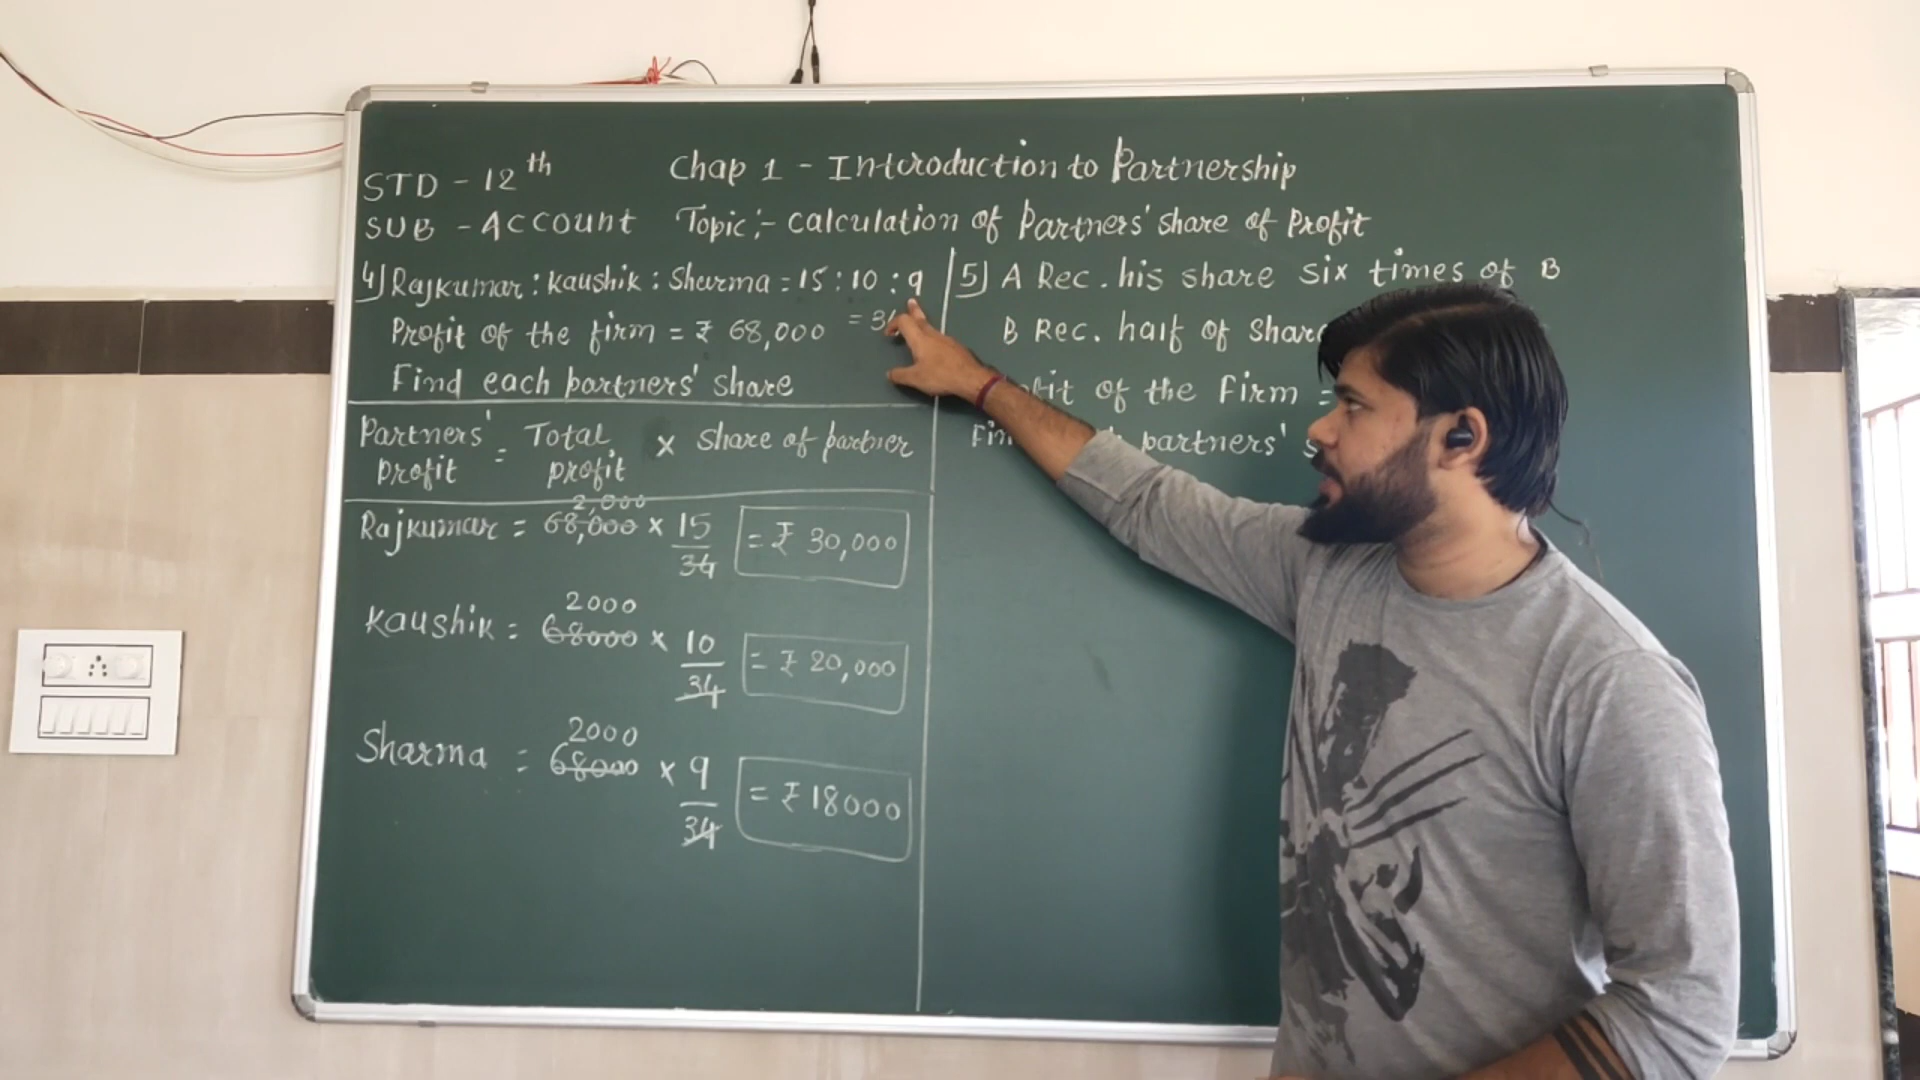 STD - 12th
Chap 1 - Introduction to Partnership
SUB - Account
Topic :- Calculation of Partners' share of Profit
4) Rajkumar : Kaushik : Sharma = 15 : 10 : 9
= 34
Profit of the firm = ₹ 68,000
Find each partners' share
Partners' profit = Total profit × share of partner
2,000
Rajkumar = 68,000 × 15/34 = ₹ 30,000
2000
Kaushik = 68000 × 10/34 = ₹ 20,000
2000
Sharma = 68000 × 9/34 = ₹ 18000
5) A Rec. his share six times of B
B Rec. half of
of the Firm =
partners'